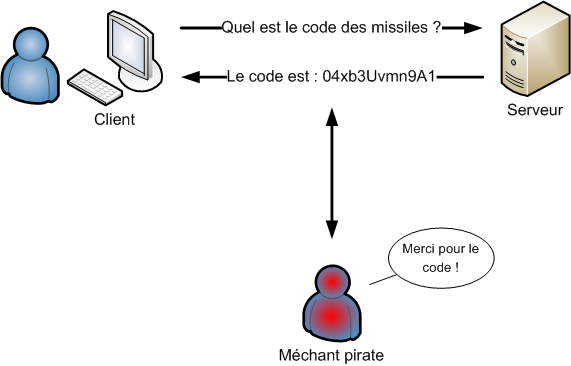 Quel est le code des missiles ?
Le code est : 04xb3Uvmn9A1
Client
Serveur
Merci pour le
code !
Méchant pirate